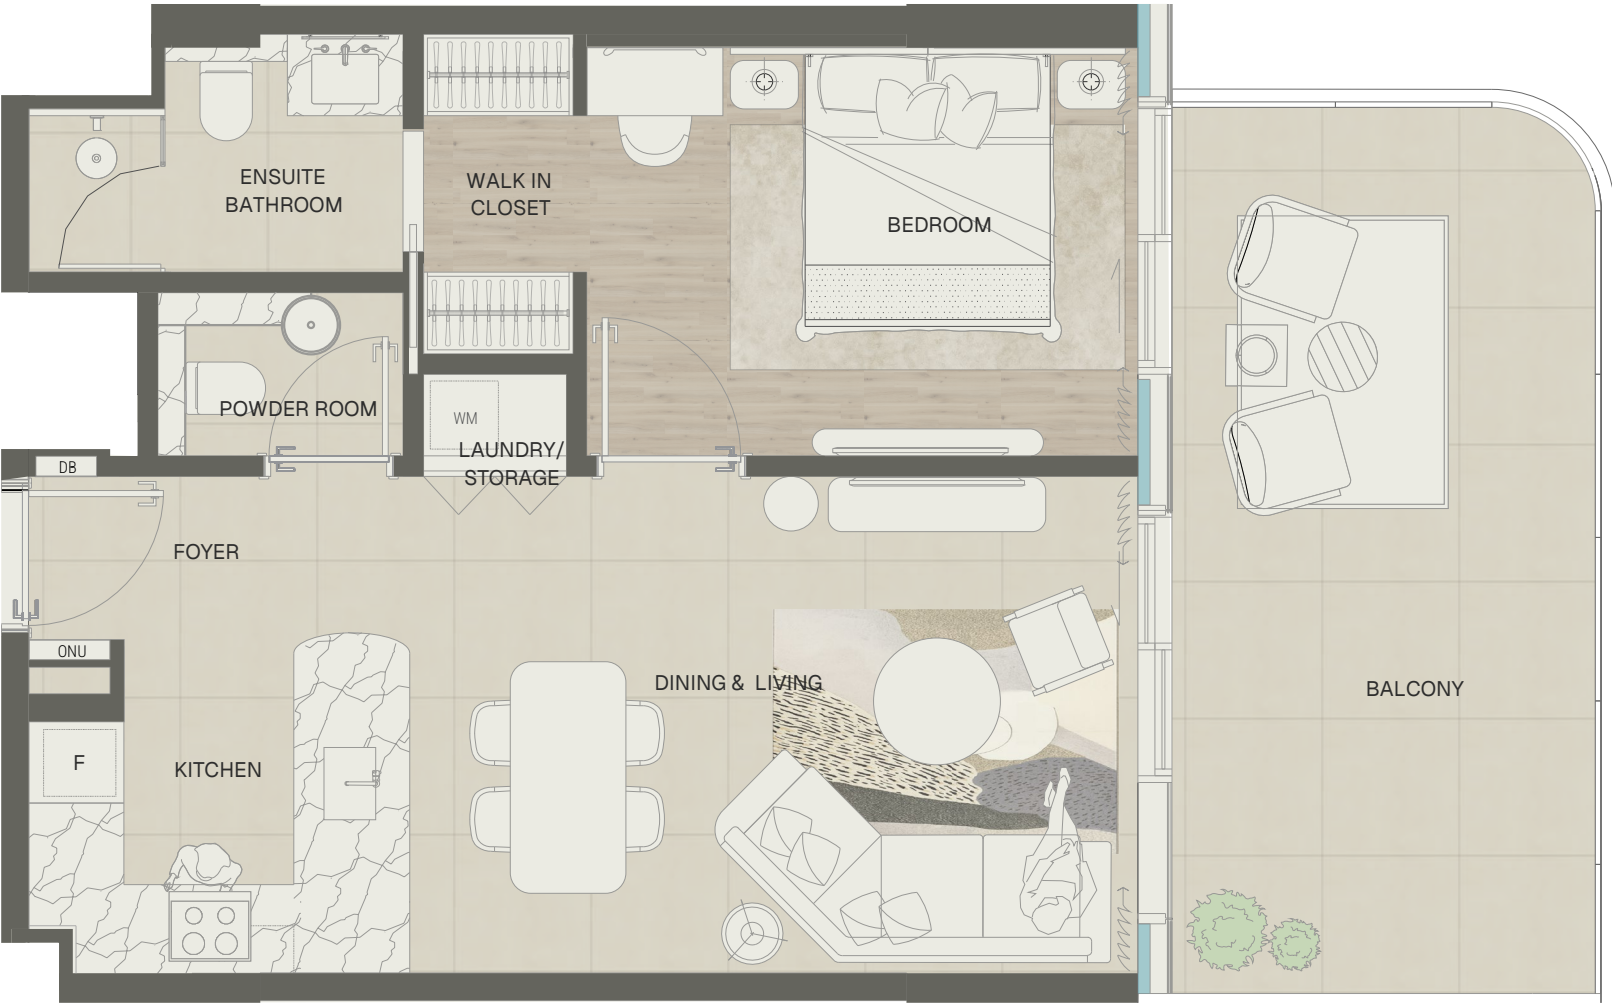 ENSUITE
BATHROOM
WALK IN
CLOSET
BEDROOM
POWDER ROOM
WM
LAUNDRY/
STORAGE
DB
FOYER
ONU
DINING & LIVING
BALCONY
F
KITCHEN